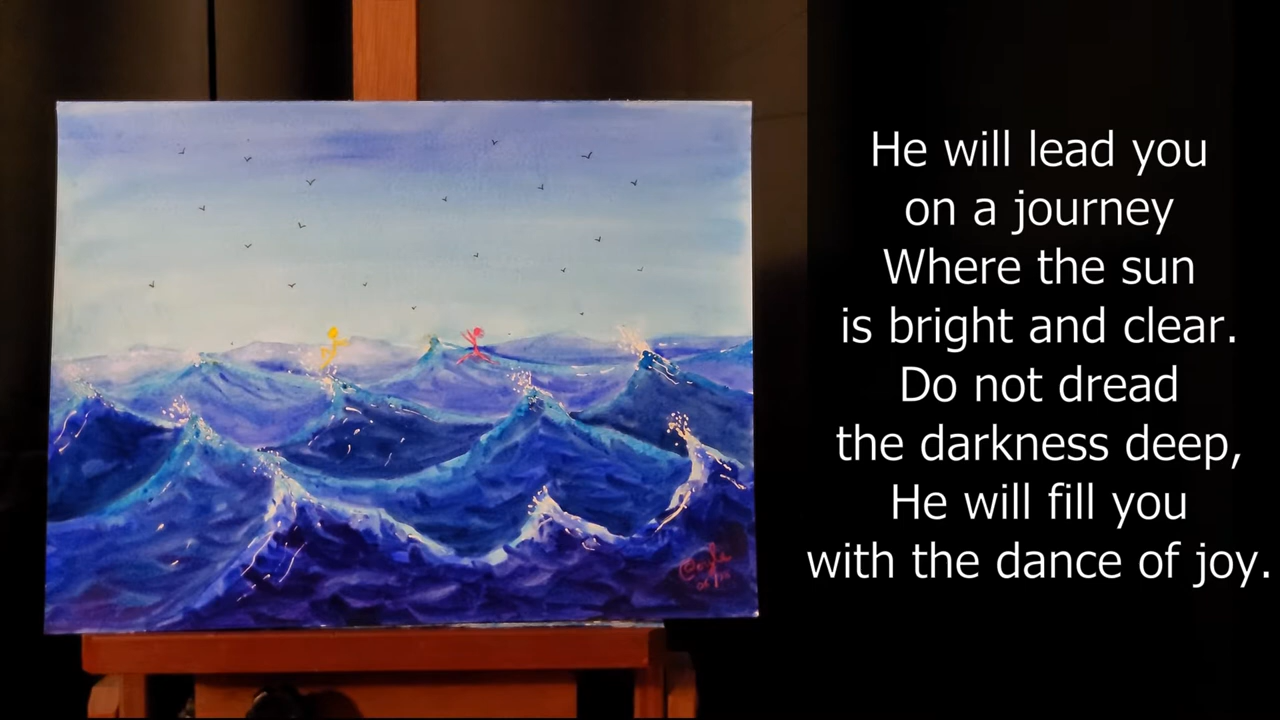 He will lead you
on a journey
Where the sun
is bright and clear.
Do not dread
the darkness deep,
He will fill you
with the dance of joy.